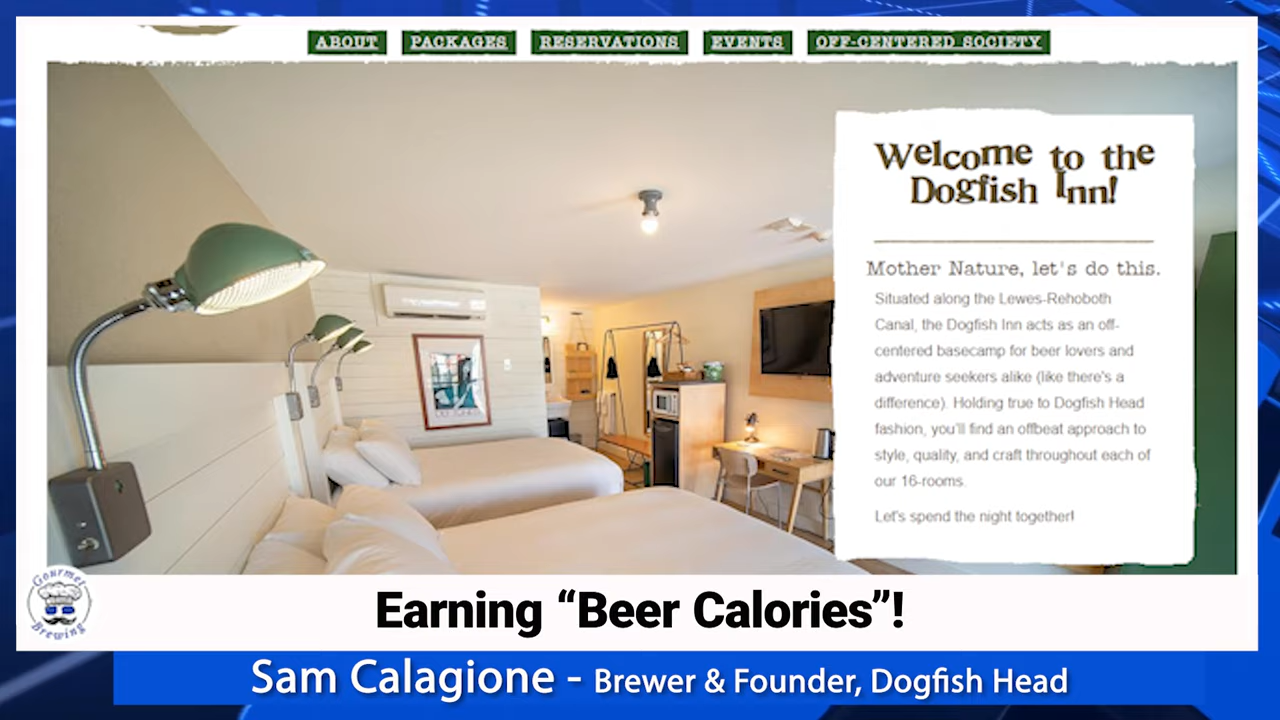 ABOUT
PACKAGES
RESERVATIONS
EVENTS
OFF-CENTERED SOCIETY
Welcome to the
Dogfish Inn!
Mother Nature, let's do this.
Situated along the Lewes-Rehoboth
Canal, the Dogfish Inn acts as an off-
centered basecamp for beer lovers and
adventure seekers alike (like there's a
difference). Holding true to Dogfish Head
fashion, you'll find an offbeat approach to
style, quality, and craft throughout each of
our 16-rooms.
Let's spend the night together!
Gourmet
Brewing
Earning “Beer Calories”!
Sam Calagione - Brewer & Founder, Dogfish Head